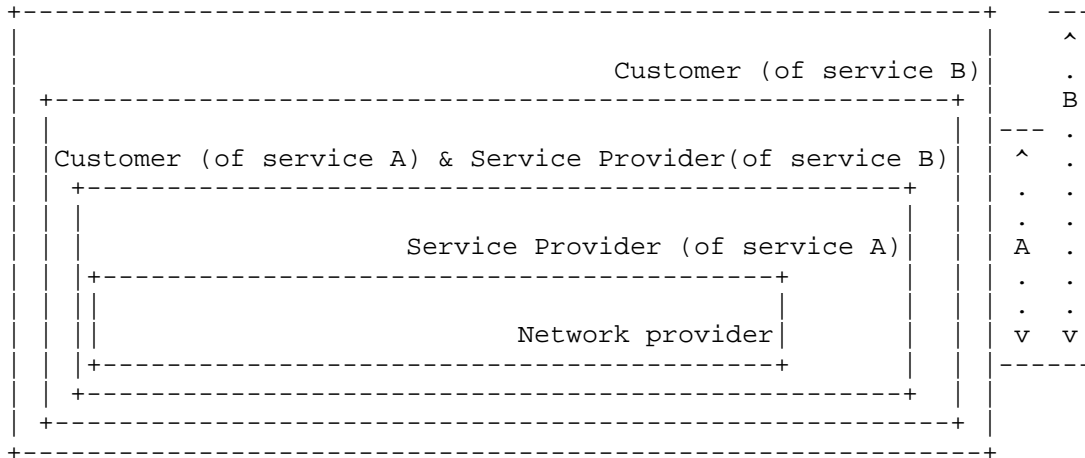 Customer (of service B)
B
Customer (of service A) & Service Provider(of service B)
Service Provider (of service A)
A
Network provider
v v